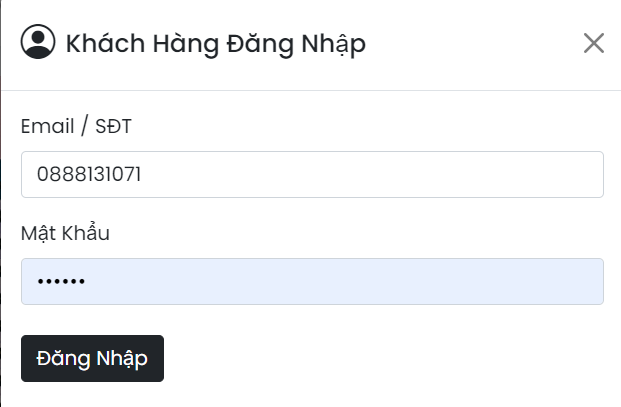 Khách Hàng Đăng Nhập
Email / SĐT
0888131071
Mật Khẩu
••••••
Đăng Nhập